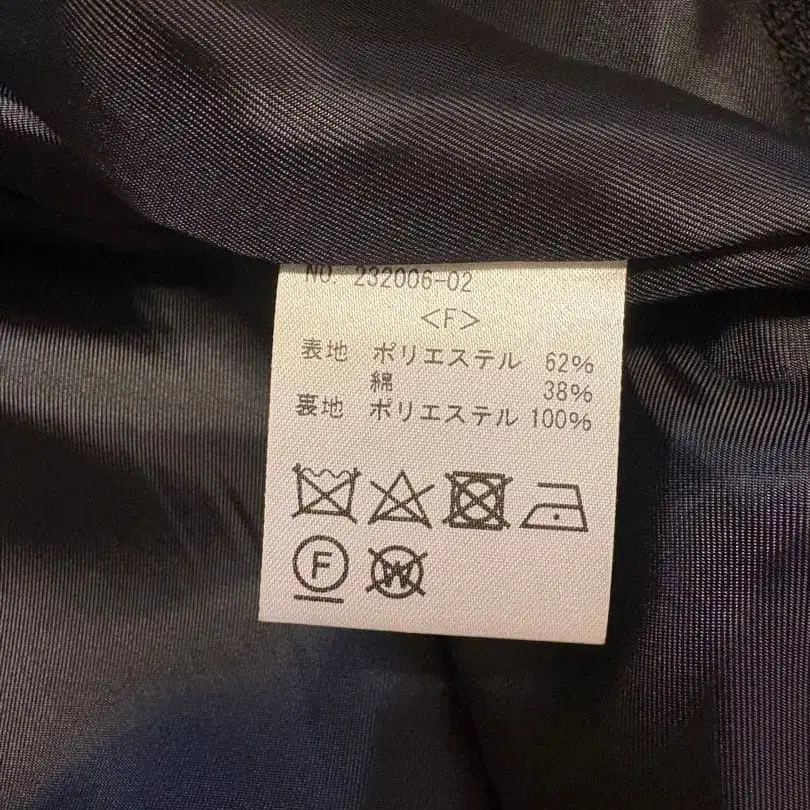 NO. 232006-02
<F>
表地 ポリエステル 62%
綿 38%
裏地 ポリエステル 100%
F
W